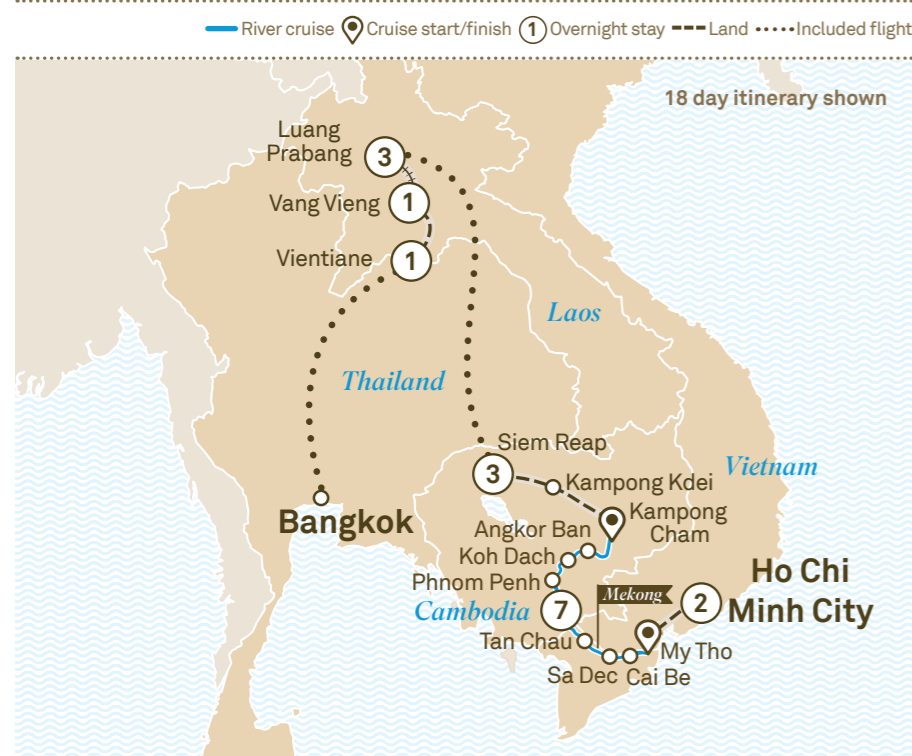 River cruise Cruise start/finish 1 Overnight stay Land Included flight
18 day itinerary shown
Luang
Prabang
3
Vang Vieng
1
Vientiane
1
Laos
Thailand
Siem Reap
3
Vietnam
Kampong Kdei
Kampong
Cham
Angkor Ban
Bangkok
Koh Dach
Phnom Penh
Ho Chi
Minh City
Mekong
2
Cambodia
7
Tan Chau
My Tho
Sa Dec
Cai Be